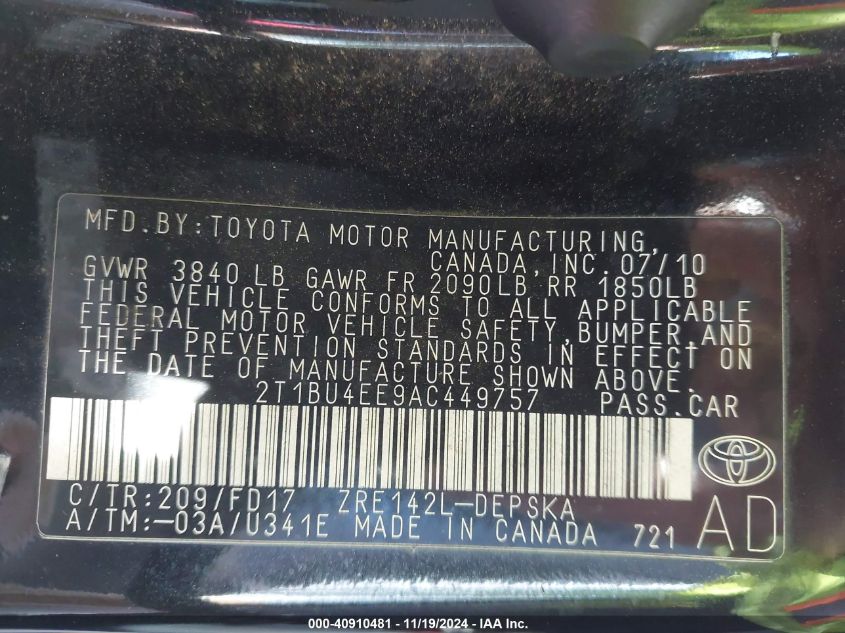 MFD.BY:TOYOTA MOTOR MANUFACTURING,
CANADA,INC.07/10
GVWR 3840 LB GAWR FR 2090LB RR 1850LB
THIS VEHICLE CONFORMS TO ALL APPLICABLE
FEDERAL MOTOR VEHICLE SAFETY,BUMPER,AND
THEFT PREVENTION STANDARDS IN EFFECT ON
THE DATE OF MANUFACTURE SHOWN ABOVE.
2T1BU4EE9AC449757 PASS.CAR
C/TR:209/FD17 ZRE142L-DEPSKA
A/TM:-03A/U341E MADE IN CANADA 721 AD
000-40910481 - 11/19/2024 - IAA Inc.